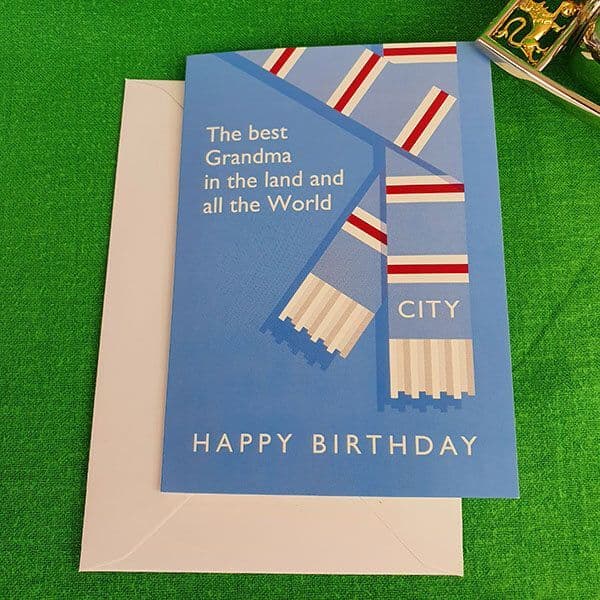 The best
Grandma
in the land and
all the World
CITY
HAPPY BIRTHDAY